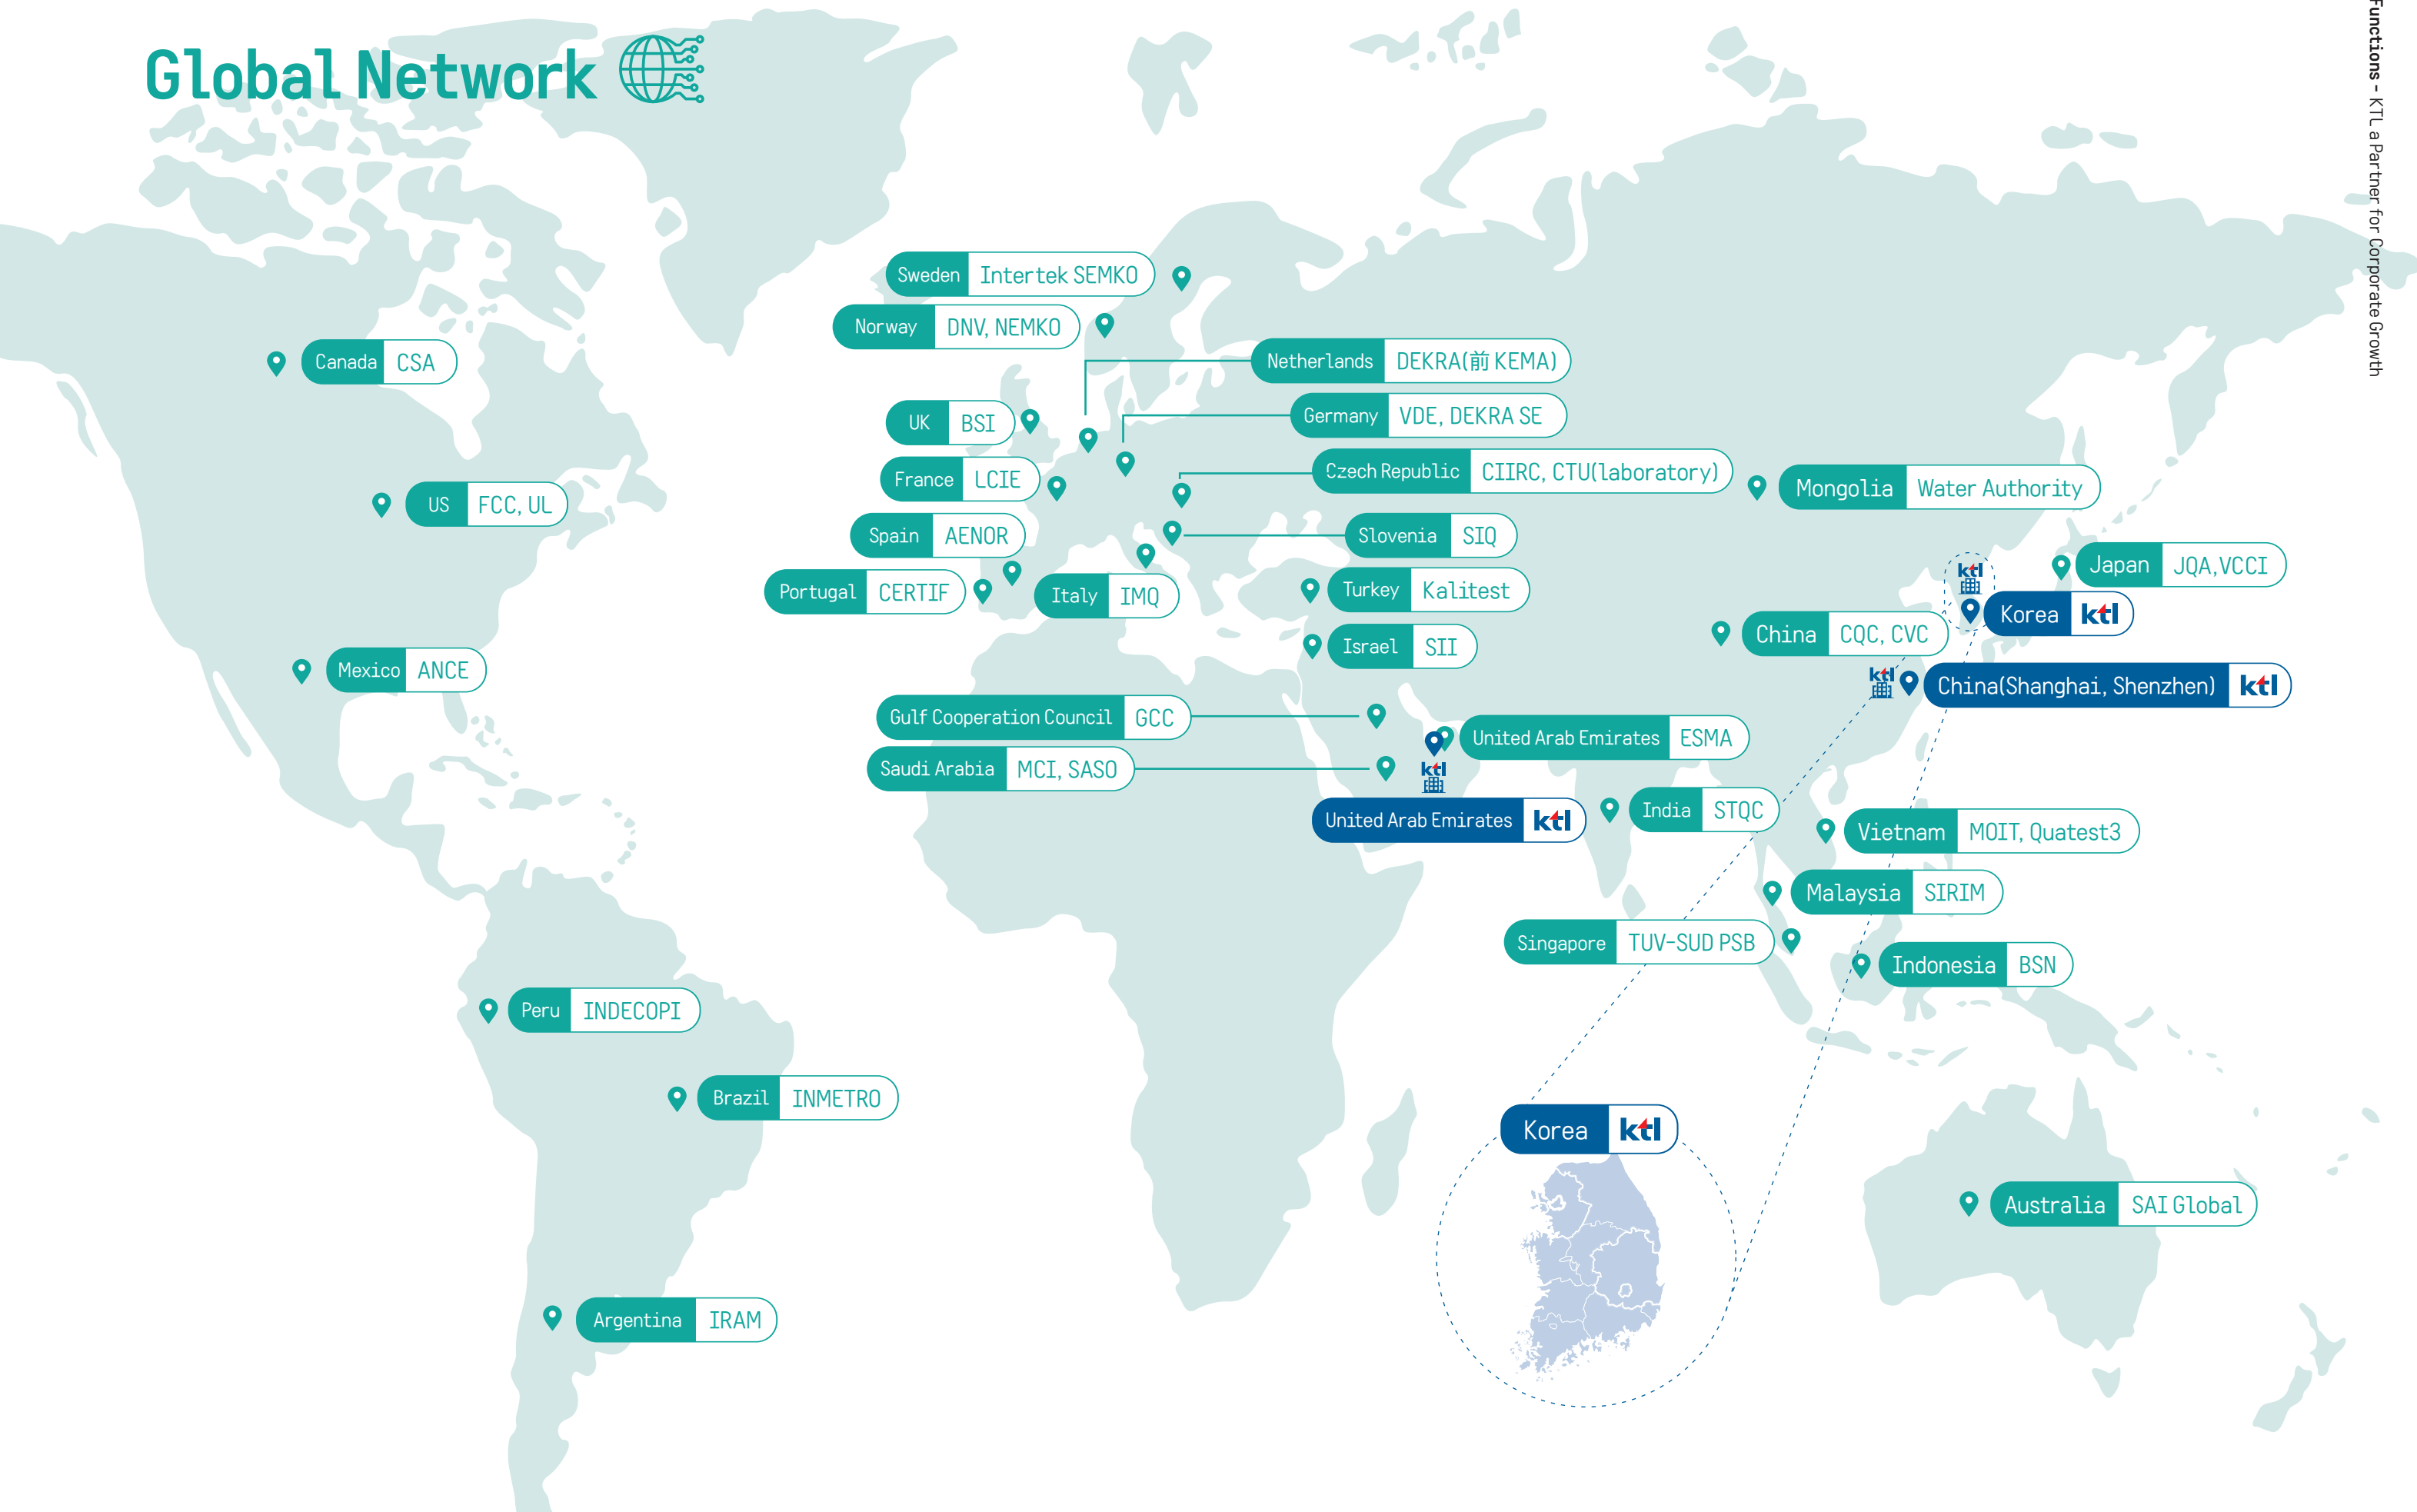 Global Network
Functions - KTL a Partner for Corporate Growth
Sweden Intertek SEMKO
Norway DNV, NEMKO
Netherlands DEKRA(前 KEMA)
Canada CSA
UK BSI
Germany VDE, DEKRA SE
France LCIE
Czech Republic CIIRC, CTU(laboratory)
Mongolia Water Authority
US FCC, UL
Spain AENOR
Slovenia SIQ
Japan JQA,VCCI
ktl
Portugal CERTIF
Italy IMQ
Turkey Kalitest
Korea ktl
China CQC, CVC
Israel SII
Mexico ANCE
ktl
China(Shanghai, Shenzhen) ktl
Gulf Cooperation Council GCC
United Arab Emirates ESMA
Saudi Arabia MCI, SASO
ktl
United Arab Emirates ktl
India STQC
Vietnam MOIT, Quatest3
Malaysia SIRIM
Singapore TUV-SUD PSB
Indonesia BSN
Peru INDECOPI
Brazil INMETRO
Korea ktl
Australia SAI Global
Argentina IRAM